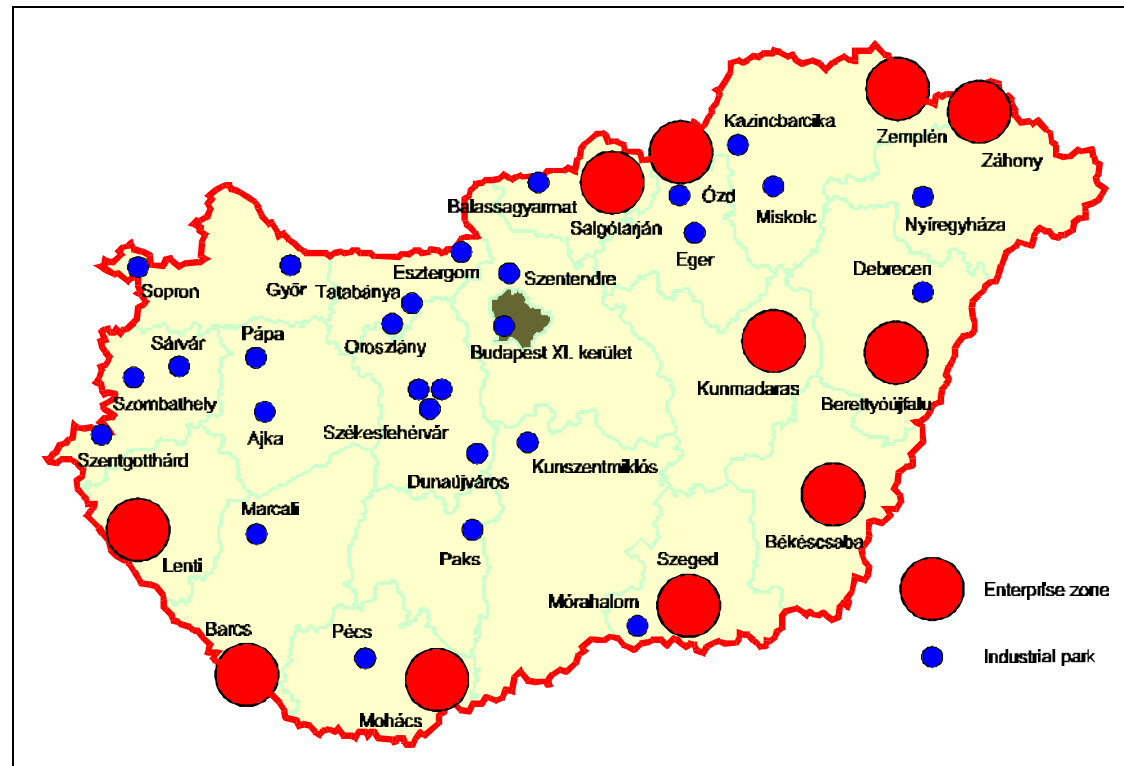 Kazincbarcika
Zemplén
Záhony
Balassagyarmat
Ózd
Miskolc
Salgótarján
Nyíregyháza
Eger
Esztergom
Szentendre
Debrecen
Sopron
Győr
Tatabánya
Pápa
Sárvár
Oroszlány
Budapest XI. kerület
Kunmadaras
Berettyóújfalu
Szombathely
Ajka
Székesfehérvár
Szentgotthárd
Dunaújváros
Kunszentmiklós
Marcali
Békéscsaba
Paks
Szeged
Lenti
Enterprise zone
Mórahalom
Barcs
Pécs
Industrial park
Mohács